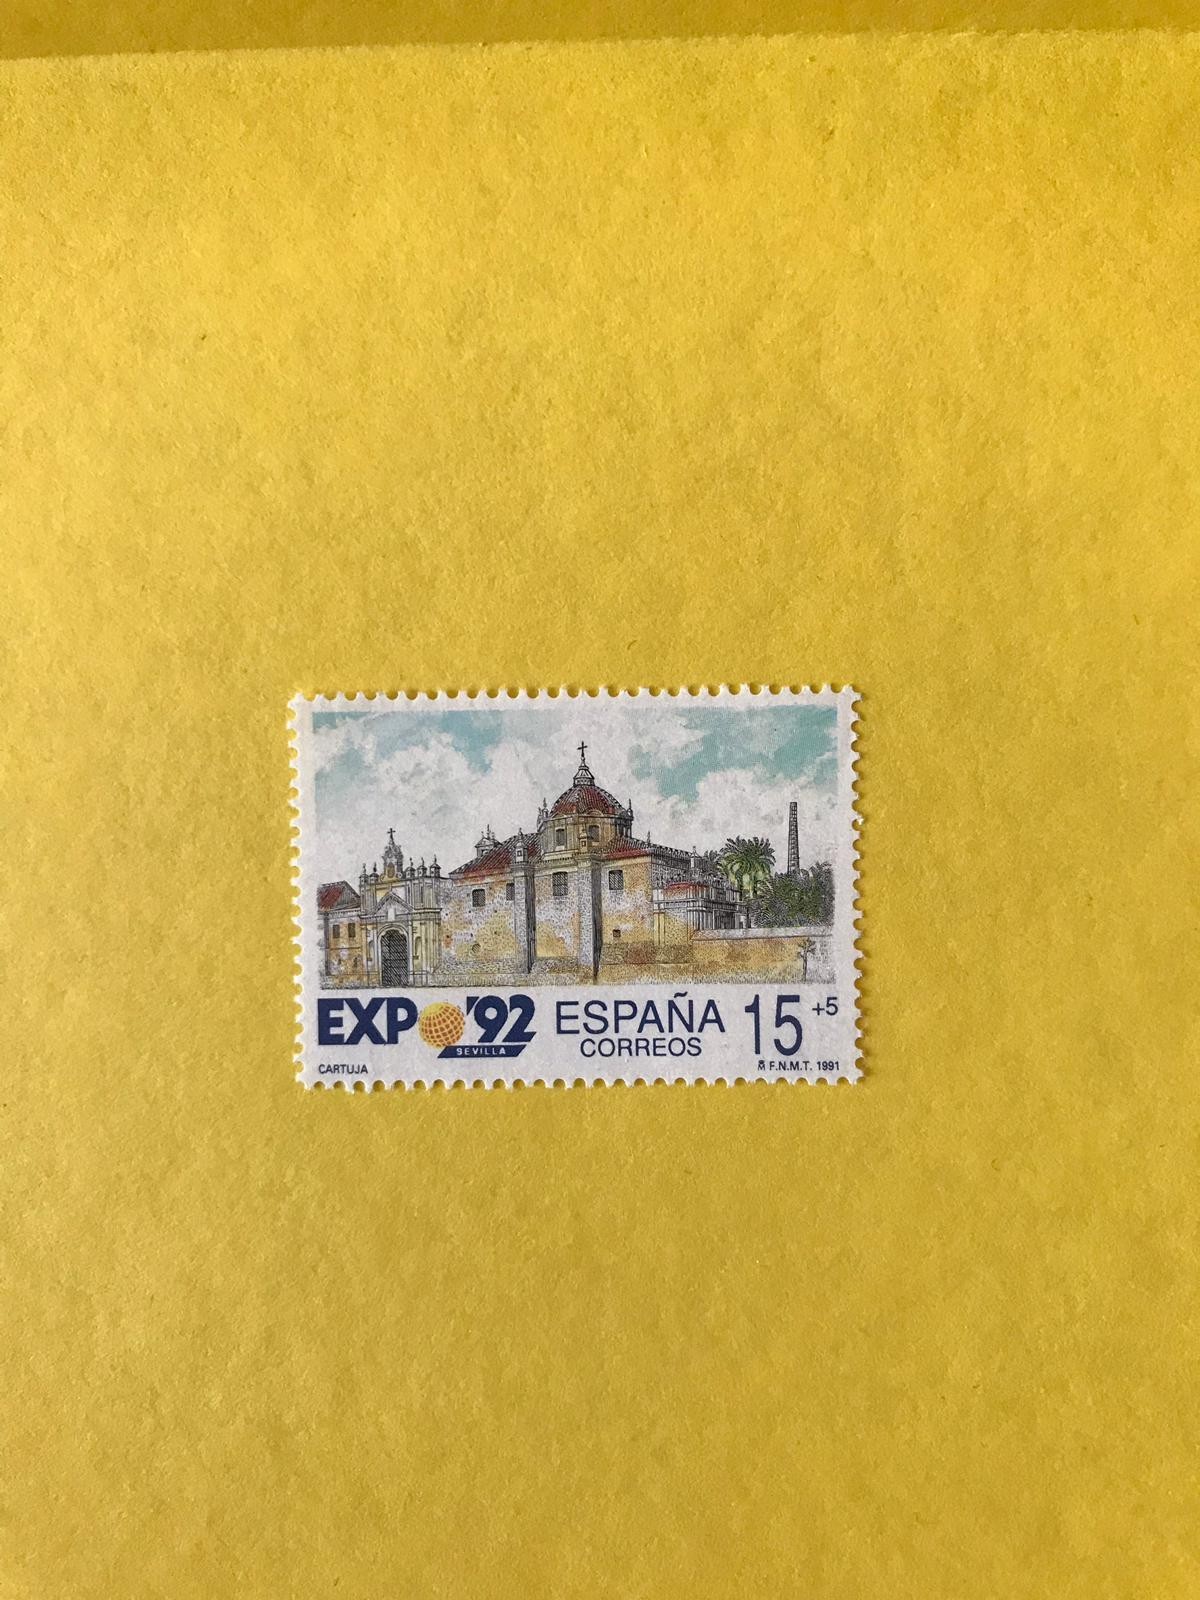 EXPO '92
SEVILLA
ESPAÑA
CORREOS
15 +5
CARTUJA
F.N.M.T. 1991